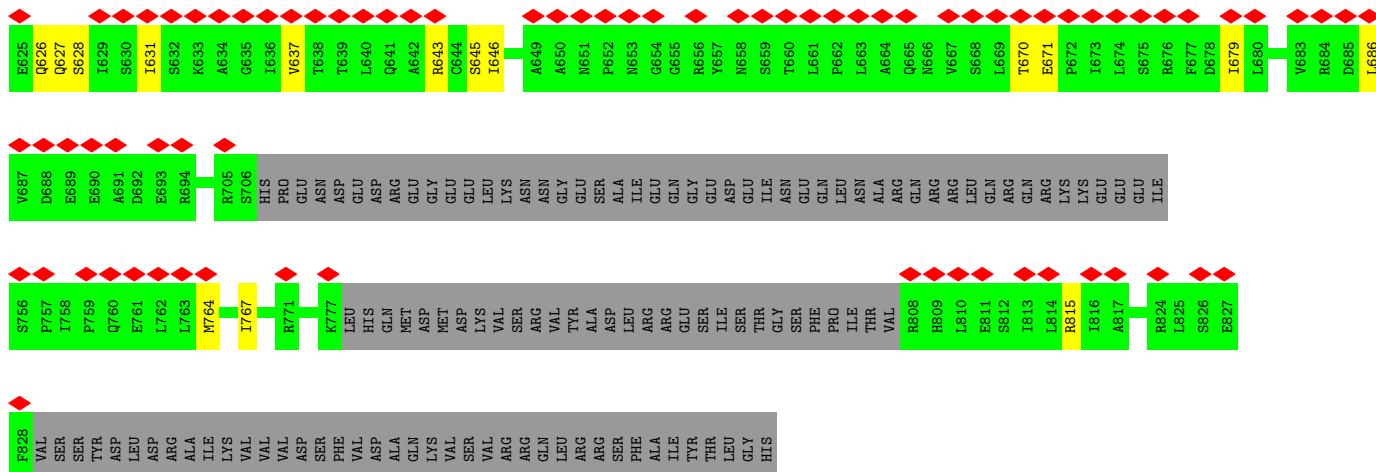 E625 Q626 Q627 S628 I629 S630 I631 S632 K633 A634 G635 I636 V637 T638 T639 L640 Q641 A642 R643 C644 S645 I646 A649 A650 N651 P652 N653 G654 G655 R656 Y657 N658 S659 T660 L661 P662 L663 A664 Q665 N666 V667 S668 L669 T670 E671 P672 I673 L674 S675 R676 F677 D678 I679 L680 V683 R684 D685 L686
V687 D688 E689 E690 A691 D692 E693 R694 R705 S706 HIS PRO GLU ASN ASP GLU ASP ARG GLU GLY GLU GLU LEU LYS ASN ASN GLY GLU SER ALA ILE GLU GLN GLY GLU ASP GLU ILE ASN GLU GLN LEU ASN ALA ARG GLN ARG ARG LEU GLN ARG GLN ARG LYS LYS GLU GLU GLU ILE
S756 P757 I758 P759 Q760 E761 L762 L763 M764 I767 R771 K777 LEU HIS GLN MET ASP MET ASP LYS VAL SER ARG VAL TYR ALA ASP LEU ARG ARG GLU SER ILE SER THR GLY SER PHE PRO ILE THR VAL R808 H809 L810 E811 S812 I813 L814 R815 I816 A817 R824 L825 S826 E827
F828 VAL SER SER TYR ASP LEU ASP ARG ALA ILE LYS VAL VAL VAL ASP SER PHE VAL ASP ALA GLN LYS VAL SER VAL ARG ARG GLN LEU ARG ARG SER PHE ALA ILE TYR THR LEU GLY HIS